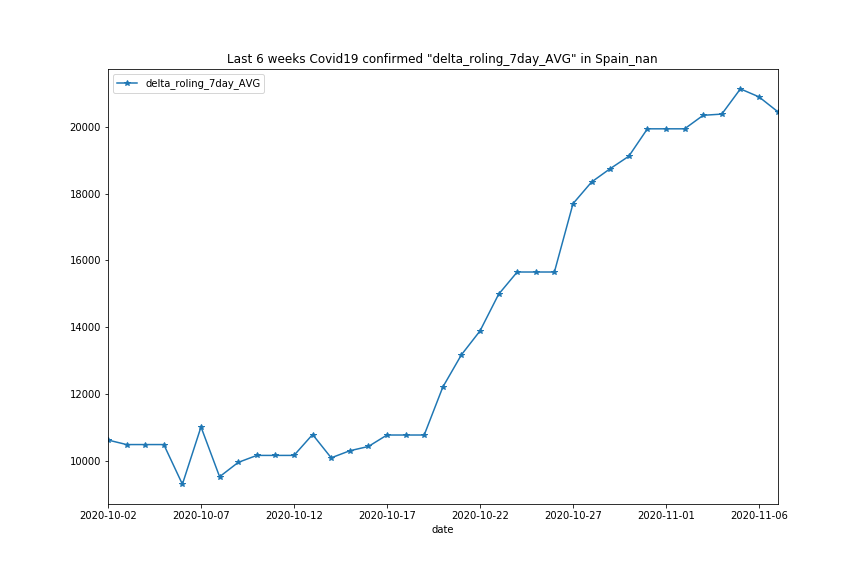 Last 6 weeks Covid19 confirmed "delta_roling_7day_AVG" in Spain_nan
delta_roling_7day_AVG
20000
18000
16000
14000
12000
10000
2020-10-02 2020-10-07 2020-10-12 2020-10-17 2020-10-22 2020-10-27 2020-11-01 2020-11-06
date